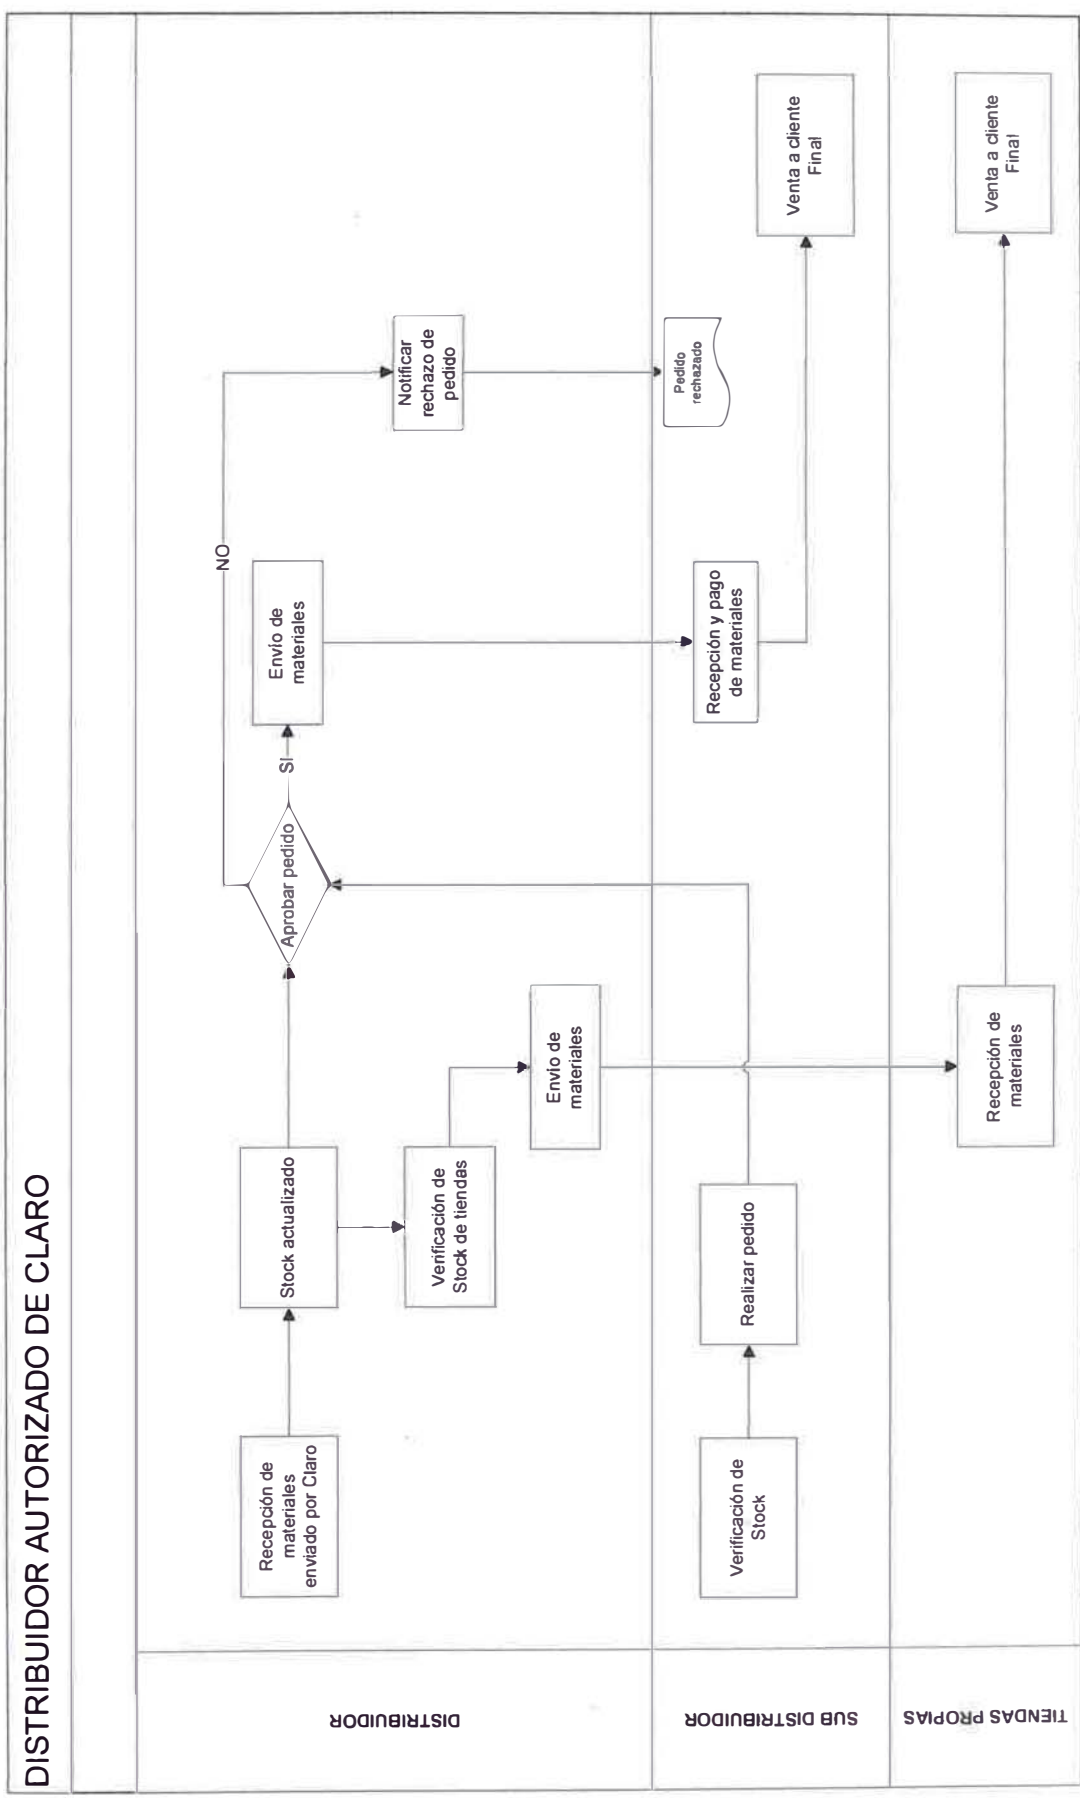 DISTRIBUIDOR AUTORIZADO DE CLARO
DISTRIBUIDOR
Recepción de
materiales
enviado por Claro
Stock actualizado
Aprobar pedido
SI
NO
Envío de
materiales
Notificar
rechazo de
pedido
Verificación de
Stock de tiendas
Envío de
materiales
SUB DISTRIBUIDOR
Verificación de
Stock
Realizar pedido
Recepción y pago
de materiales
Pedido
rechazado
Venta a cliente
Final
TIENDAS PROPIAS
Recepción de
materiales
Venta a cliente
Final